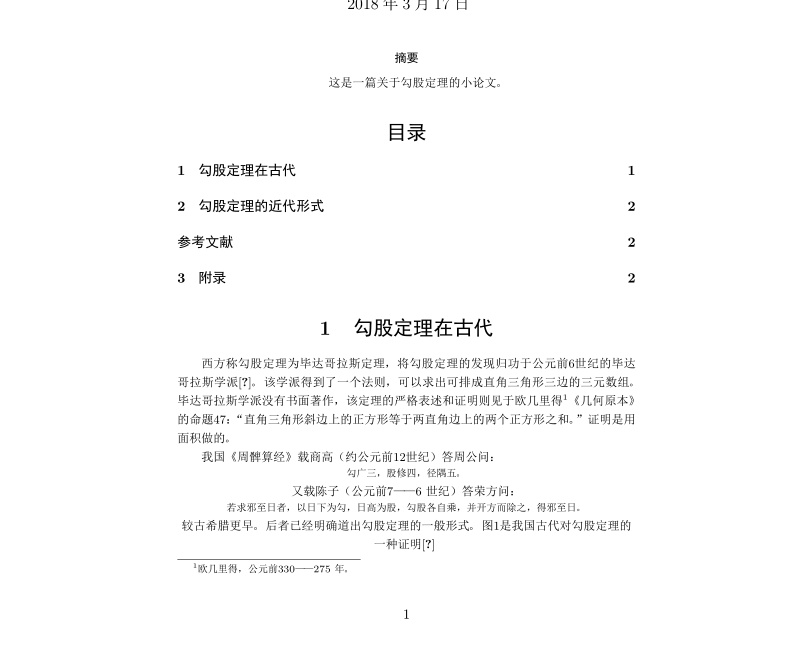 2018 年 3 月 17 日
摘要
这是一篇关于勾股定理的小论文。
目录
1 勾股定理在古代 1
2 勾股定理的近代形式 2
参考文献 2
3 附录 2
1 勾股定理在古代
西方称勾股定理为毕达哥拉斯定理，将勾股定理的发现归功于公元前6世纪的毕达
哥拉斯学派[?]。该学派得到了一个法则，可以求出可排成直角三角形三边的三元数组。
毕达哥拉斯学派没有书面著作，该定理的严格表述和证明则见于欧几里得1《几何原本》
的命题47：“直角三角形斜边上的正方形等于两直角边上的两个正方形之和。”证明是用
面积做的。
我国《周髀算经》载商高（约公元前12世纪）答周公问：
勾广三，股修四，径隅五。
又载陈子（公元前7——6 世纪）答荣方问：
若求邪至日者，以日下为勾，日高为股，勾股各自乘，并开方而除之，得邪至日。
较古希腊更早。后者已经明确道出勾股定理的一般形式。图1是我国古代对勾股定理的
一种证明[?]
1欧几里得，公元前330——275 年。
1